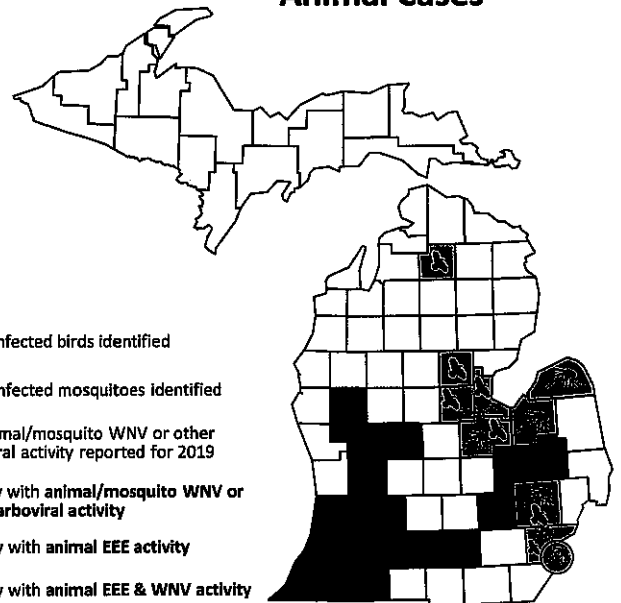 Animal Cases
nfected birds identified
nfected mosquitoes identified
mal/mosquito WNV or other
ral activity reported for 2019
y with animal/mosquito WNV or
arboviral activity
y with animal EEE activity
y with animal EEE & WNV activity